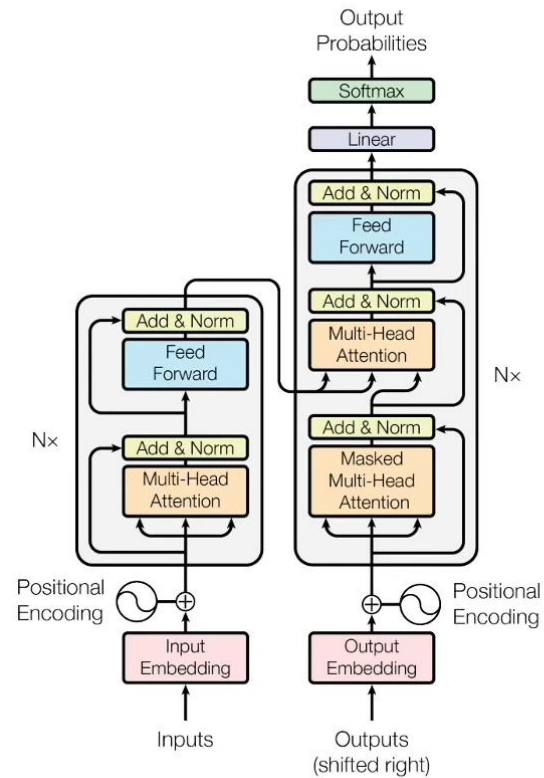 Output
Probabilities
Softmax
Linear
Add & Norm
Feed
Forward
Add & Norm
Multi-Head
Attention
Add & Norm
Masked
Multi-Head
Attention
N×
Positional
Encoding
Output
Embedding
Outputs
(shifted right)
Add & Norm
Feed
Forward
N×
Add & Norm
Multi-Head
Attention
Positional
Encoding
Input
Embedding
Inputs